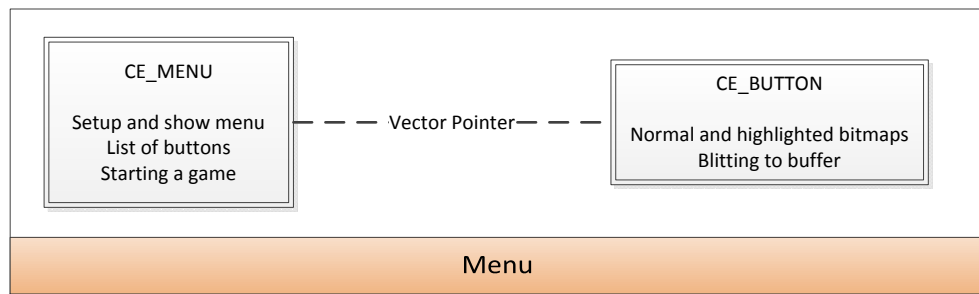 CE_MENU
Setup and show menu
List of buttons
Starting a game
Vector Pointer
CE_BUTTON
Normal and highlighted bitmaps
Blitting to buffer
Menu